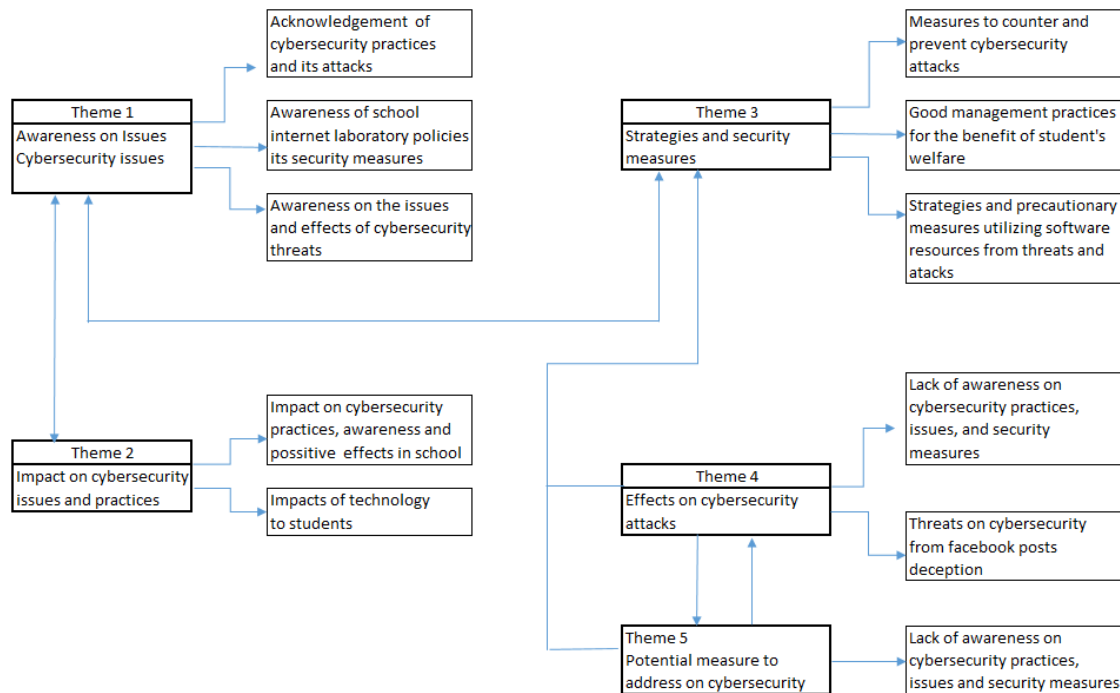 Acknowledgement of
cybersecurity practices
and its attacks
Theme 1
Awareness on Issues
Cybersecurity issues
Awareness of school
internet laboratory policies
its security measures
Awareness on the issues
and effects of cybersecurity
threats
Measures to counter and
prevent cybersecurity
attacks
Theme 3
Strategies and security
measures
Good management practices
for the benefit of student's
welfare
Strategies and precautionary
measures utilizing software
resources from threats and
atacks
Impact on cybersecurity
practices, awareness and
possitive effects in school
Theme 2
Impact on cybersecurity
issues and practices
Impacts of technology
to students
Lack of awareness on
cybersecurity practices,
issues, and security
measures
Theme 4
Effects on cybersecurity
attacks
Threats on cybersecurity
from facebook posts
deception
Theme 5
Potential measure to
address on cybersecurity
Lack of awareness on
cybersecurity practices,
issues and security measures